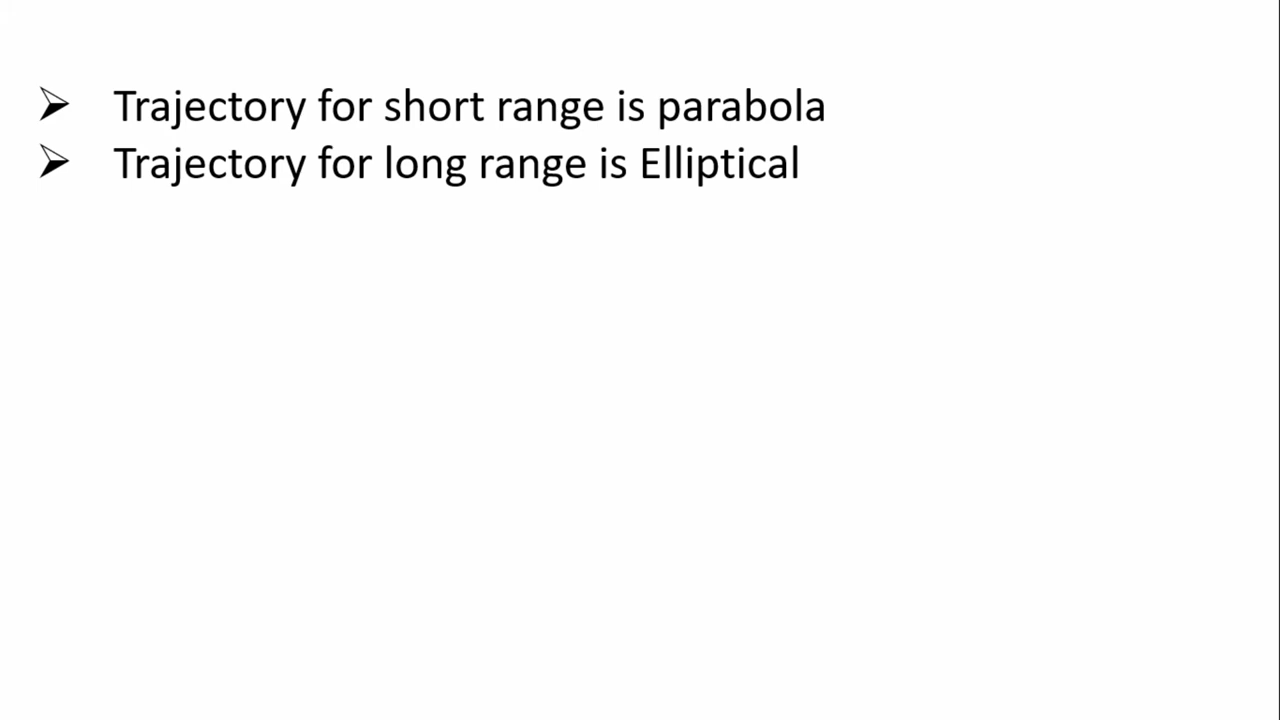 ➢ Trajectory for short range is parabola
➢ Trajectory for long range is Elliptical